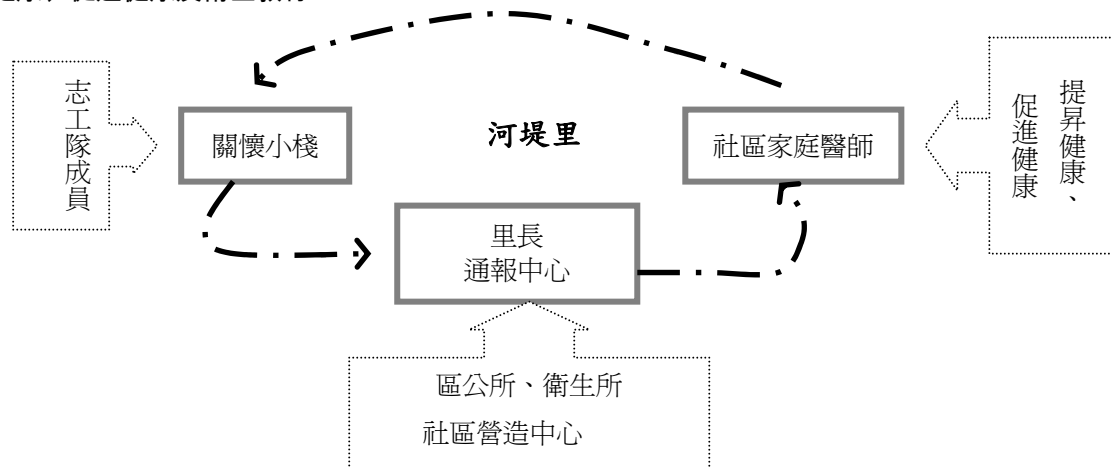 志工隊成員
關懷小棧
河堤里
社區家庭醫師
提昇健康、
促進健康
里長
通報中心
區公所、衛生所
社區營造中心